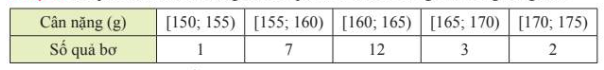 Cân nặng (g) [150; 155) [155; 160) [160; 165) [165; 170) [170; 175)
Số quả bơ 1 7 12 3 2